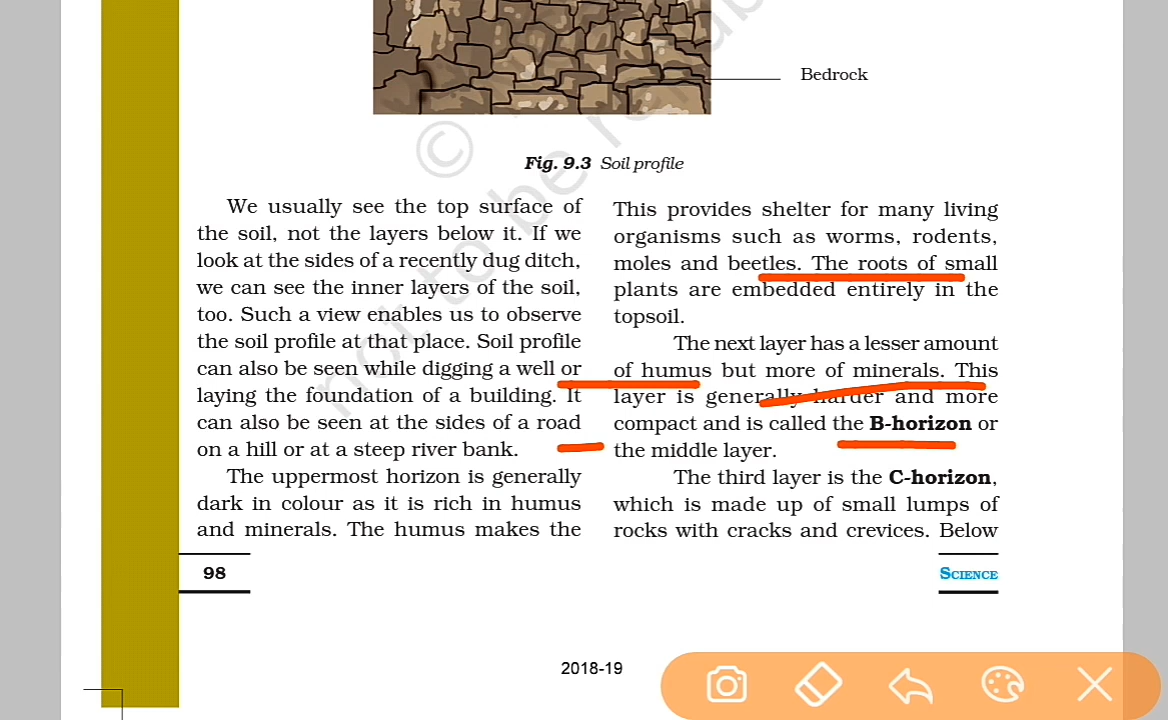 Bedrock
Fig. 9.3 Soil profile
We usually see the top surface of
the soil, not the layers below it. If we
look at the sides of a recently dug ditch,
we can see the inner layers of the soil,
too. Such a view enables us to observe
the soil profile at that place. Soil profile
can also be seen while digging a well or
laying the foundation of a building. It
can also be seen at the sides of a road
on a hill or at a steep river bank.
The uppermost horizon is generally
dark in colour as it is rich in humus
and minerals. The humus makes the
This provides shelter for many living
organisms such as worms, rodents,
moles and beetles. The roots of small
plants are embedded entirely in the
topsoil.
The next layer has a lesser amount
of humus but more of minerals. This
layer is generally harder and more
compact and is called the B-horizon or
the middle layer.
The third layer is the C-horizon,
which is made up of small lumps of
rocks with cracks and crevices. Below
98
SCIENCE
2018-19
© 
not to be r